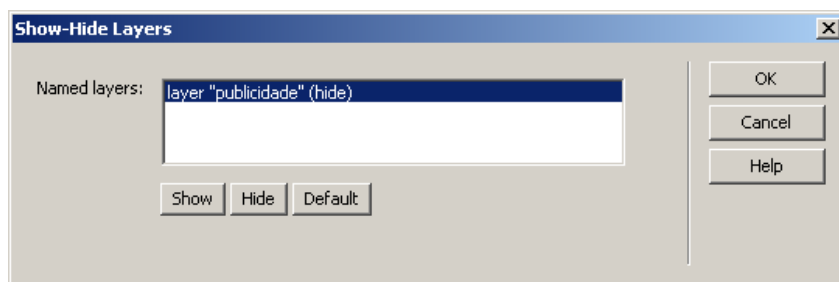 Show-Hide Layers
Named layers:
layer "publicidade" (hide)
Show Hide Default
OK
Cancel
Help